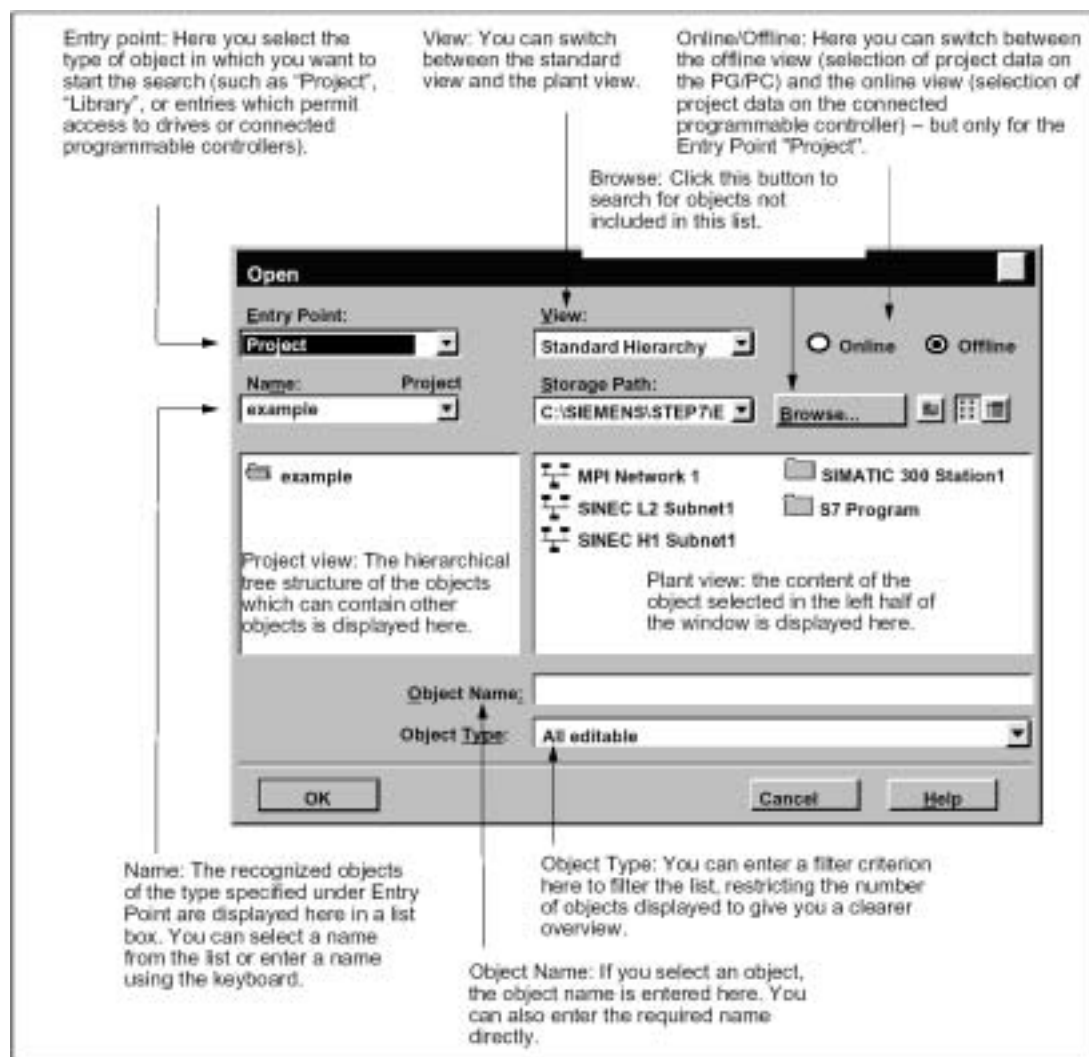 Entry point: Here you select the
type of object in which you want to
start the search (such as "Project",
"Library", or entries which permit
access to drives or connected
programmable controllers).
View: You can switch
between the standard
view and the plant view.
Online/Offline: Here you can switch between
the offline view (selection of project data on
the PG/PC) and the online view (selection of
project data on the connected
programmable controller) – but only for the
Entry Point "Project".
Browse: Click this button to
search for objects not
included in this list.
Open
Entry Point:
View:
Project
Standard Hierarchy
Online
Offline
Name:
Project
Storage Path:
example
C:\SIEMENS\STEP7\E
Browse...
example
MPI Network 1
SINEC L2 Subnet1
SINEC H1 Subnet1
SIMATIC 300 Station1
S7 Program
Project view: The hierarchical
tree structure of the objects
which can contain other
objects is displayed here.
Plant view: the content of the
object selected in the left half of
the window is displayed here.
Object Name:
Object Type:
All editable
OK
Cancel
Help
Name: The recognized objects
of the type specified under Entry
Point are displayed here in a list
box. You can select a name
from the list or enter a name
using the keyboard.
Object Type: You can enter a filter criterion
here to filter the list, restricting the number
of objects displayed to give you a clearer
overview.
Object Name: If you select an object,
the object name is entered here. You
can also enter the required name
directly.